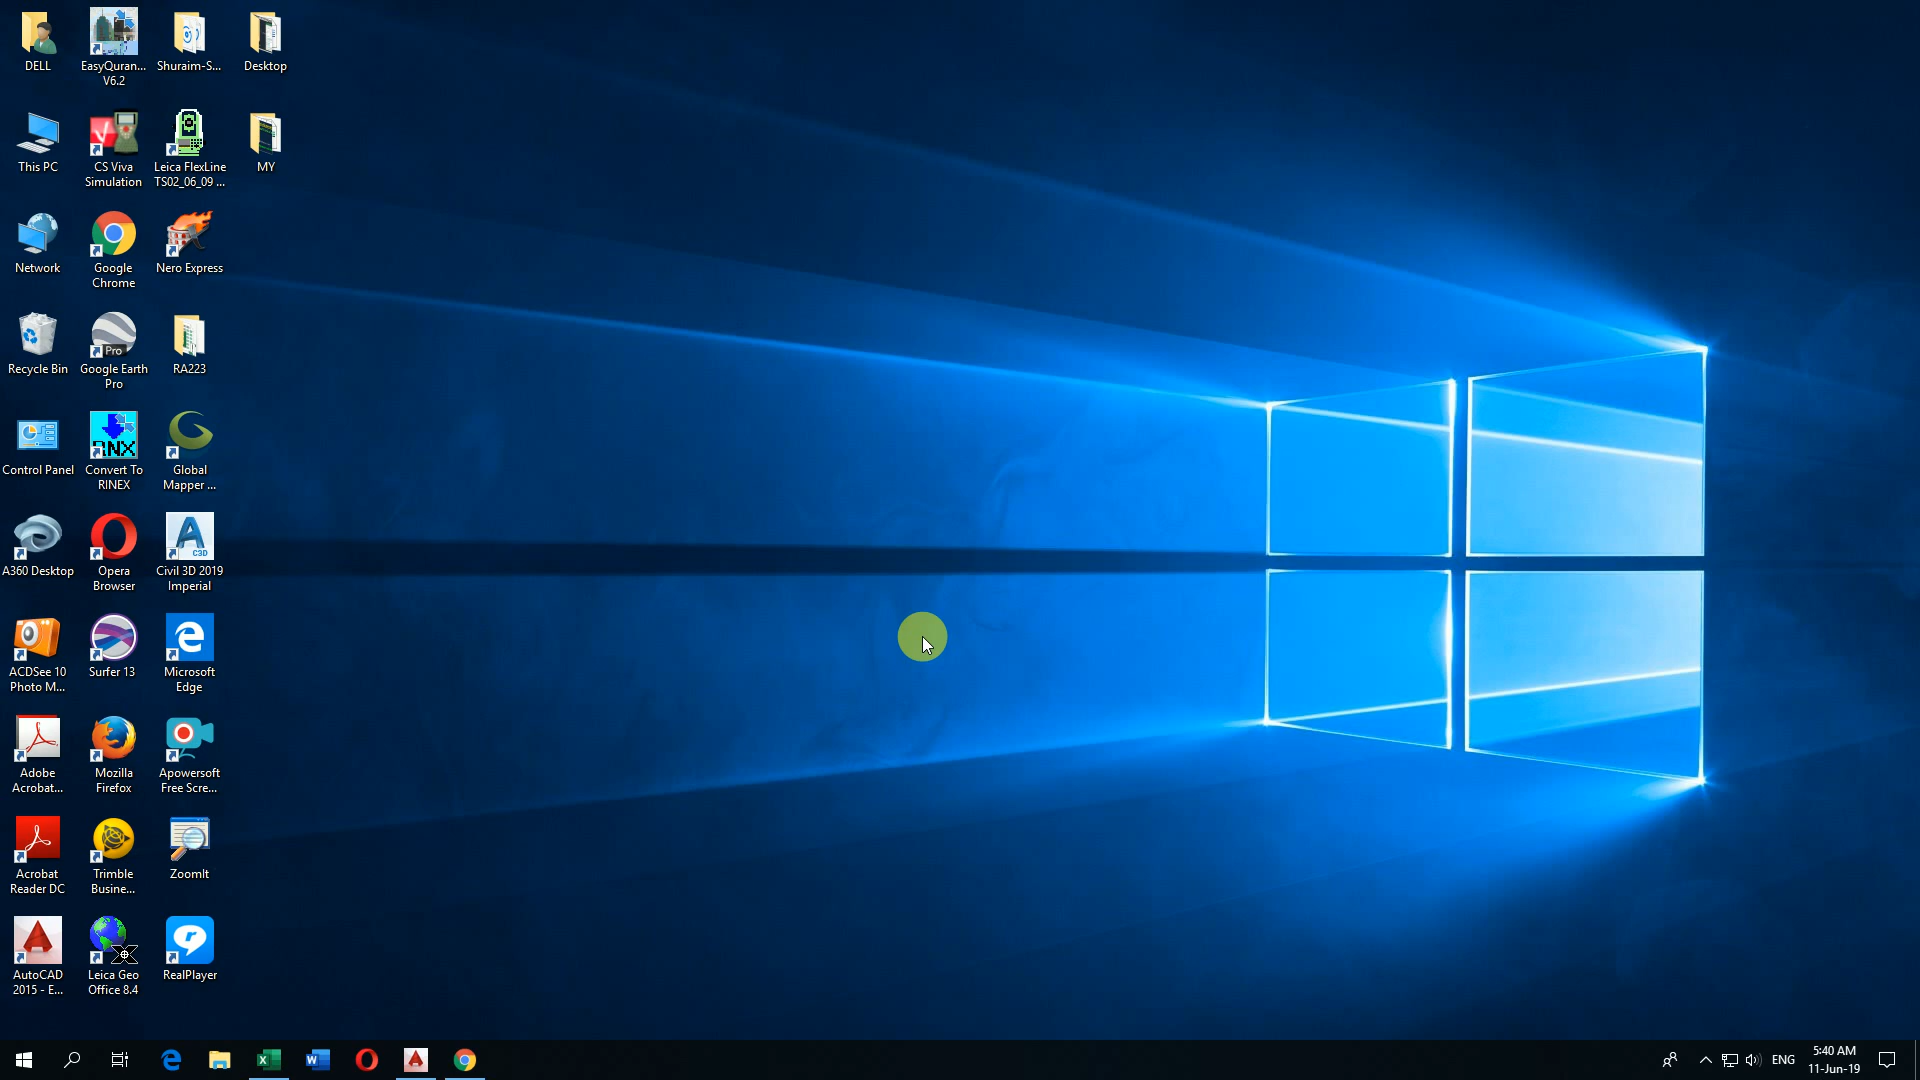 DELL
EasyQuran...
V6.2
Shuraim-S...
Desktop
This PC
CS Viva
Simulation
Leica FlexLine
TS02_06_09 ...
MY
Network
Google
Chrome
Nero Express
Recycle Bin
Pro
Google Earth
Pro
RA223
Control Panel
RNX
Convert To
RINEX
Global
Mapper ...
A360 Desktop
Opera
Browser
C3D
Civil 3D 2019
Imperial
ACDSee 10
Photo M...
Surfer 13
Microsoft
Edge
Adobe
Acrobat...
Mozilla
Firefox
Apowersoft
Free Scre...
Acrobat
Reader DC
Trimble
Busine...
ZoomIt
AutoCAD
2015 - E...
Leica Geo
Office 8.4
RealPlayer
ENG
5:40 AM
11-Jun-19